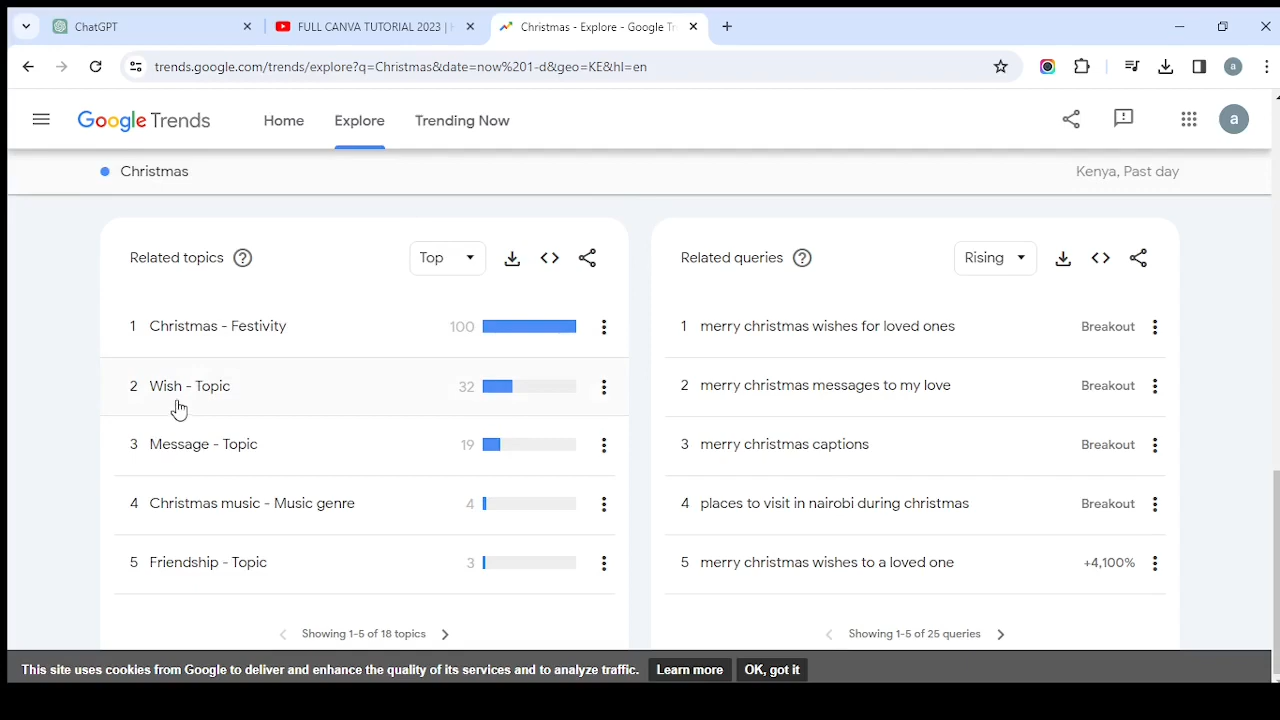 ChatGPT
FULL CANVA TUTORIAL 2023 |
Christmas - Explore - Google Tr
trends.google.com/trends/explore?q=Christmas&date=now%201-d&geo=KE&hl=en
a
Google Trends
Home
Explore
Trending Now
a
Christmas
Kenya, Past day
Related topics
Top
1 Christmas - Festivity 100
2 Wish - Topic 32
3 Message - Topic 19
4 Christmas music - Music genre 4
5 Friendship - Topic 3
Showing 1-5 of 18 topics
Related queries
Rising
1 merry christmas wishes for loved ones Breakout
2 merry christmas messages to my love Breakout
3 merry christmas captions Breakout
4 places to visit in nairobi during christmas Breakout
5 merry christmas wishes to a loved one +4,100%
Showing 1-5 of 25 queries
This site uses cookies from Google to deliver and enhance the quality of its services and to analyze traffic.
Learn more
OK, got it